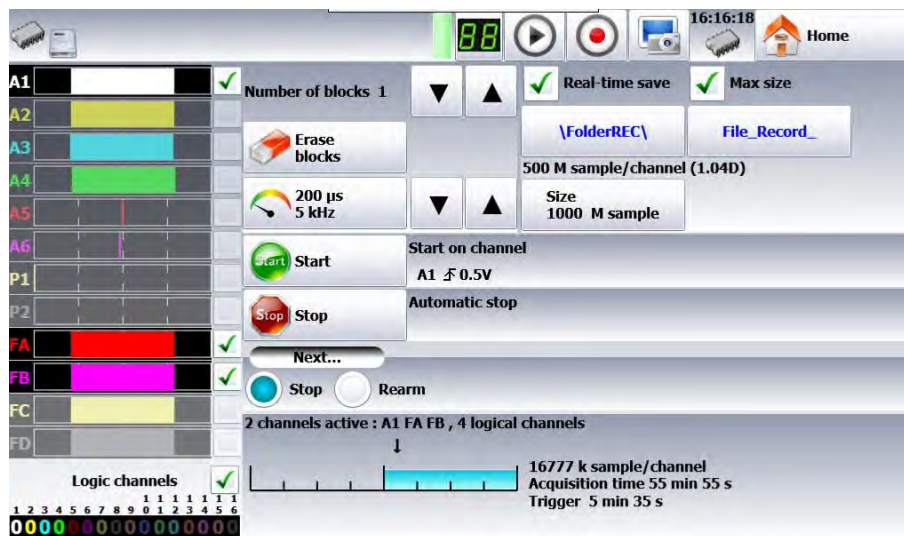 16:16:18
88
Home
A1
A2
A3
A4
A5
A6
P1
P2
FA
FB
FC
FD
Logic channels
1 1 1 1 1 1 1
1 2 3 4 5 6 7 8 9 0 1 2 3 4 5 6
0000000000000000
Number of blocks 1
▼ ▲
Real-time save
Max size
Erase
blocks
\FolderREC\
File_Record_
500 M sample/channel (1.04D)
200 µs
5 kHz
▼ ▲
Size
1000 M sample
Start
Start
Start on channel
A1 0.5V
Stop
Stop
Automatic stop
Next...
Stop
Rearm
2 channels active : A1 FA FB , 4 logical channels
16777 k sample/channel
Acquisition time 55 min 55 s
Trigger 5 min 35 s